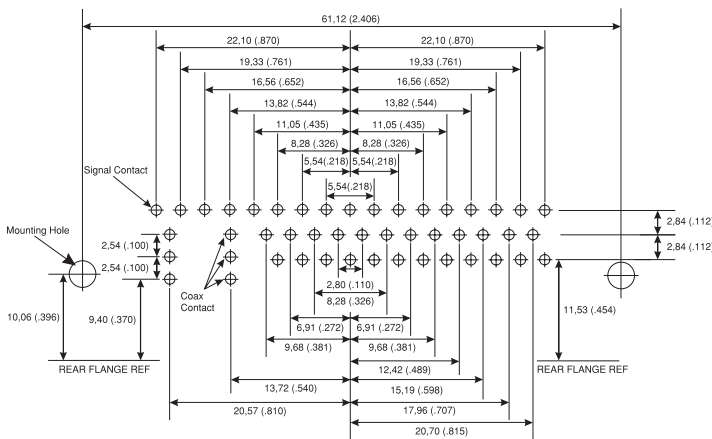 61,12 (2.406)
22,10 (.870) 22,10 (.870)
19,33 (.761) 19,33 (.761)
16,56 (.652) 16,56 (.652)
13,82 (.544) 13,82 (.544)
11,05 (.435) 11,05 (.435)
8,28 (.326) 8,28 (.326)
5,54(.218) 5,54(.218)
5,54(.218)
Signal Contact
Mounting Hole
2,54 (.100)
2,54 (.100)
2,84 (.112)
2,84 (.112)
Coax
Contact
2,80 (.110)
8,28 (.326)
10,06 (.396)
9,40 (.370)
11,53 (.454)
6,91 (.272) 6,91 (.272)
9,68 (.381) 9,68 (.381)
REAR FLANGE REF REAR FLANGE REF
12,42 (.489)
13,72 (.540)
15,19 (.598)
20,57 (.810)
17,96 (.707)
20,70 (.815)